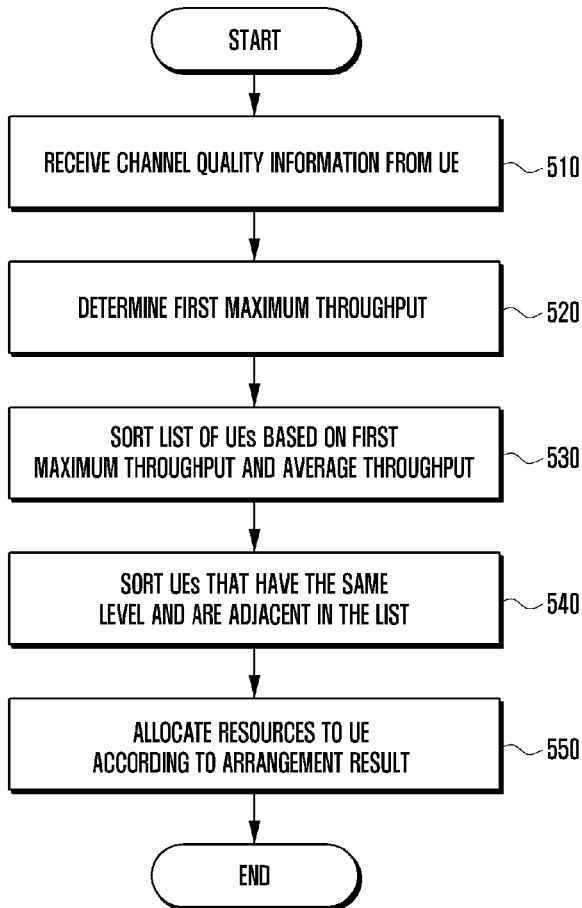 START
RECEIVE CHANNEL QUALITY INFORMATION FROM UE
510
DETERMINE FIRST MAXIMUM THROUGHPUT
520
SORT LIST OF UEs BASED ON FIRST
MAXIMUM THROUGHPUT AND AVERAGE THROUGHPUT
530
SORT UEs THAT HAVE THE SAME
LEVEL AND ARE ADJACENT IN THE LIST
540
ALLOCATE RESOURCES TO UE
ACCORDING TO ARRANGEMENT RESULT
550
END